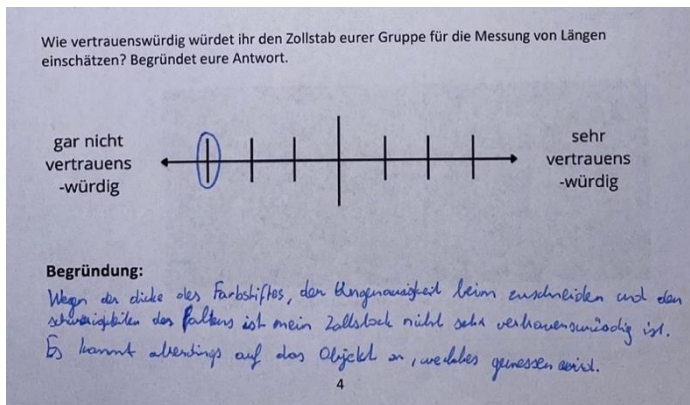 Wie vertrauenswürdig würdet ihr den Zollstab eurer Gruppe für die Messung von Längen
einschätzen? Begründet eure Antwort.
gar nicht
vertrauens
-würdig
sehr
vertrauens
-würdig
Begründung:
Wegen der dicke des Farbstiftes, der Ungenauigkeit beim zuschneiden und den
schwierigkeiten des faltens ist mein Zollstock nicht sehr vertrauenswürdig ist.
Es kommt allerdings auf das Objekt an, welches gemessen wird.
4